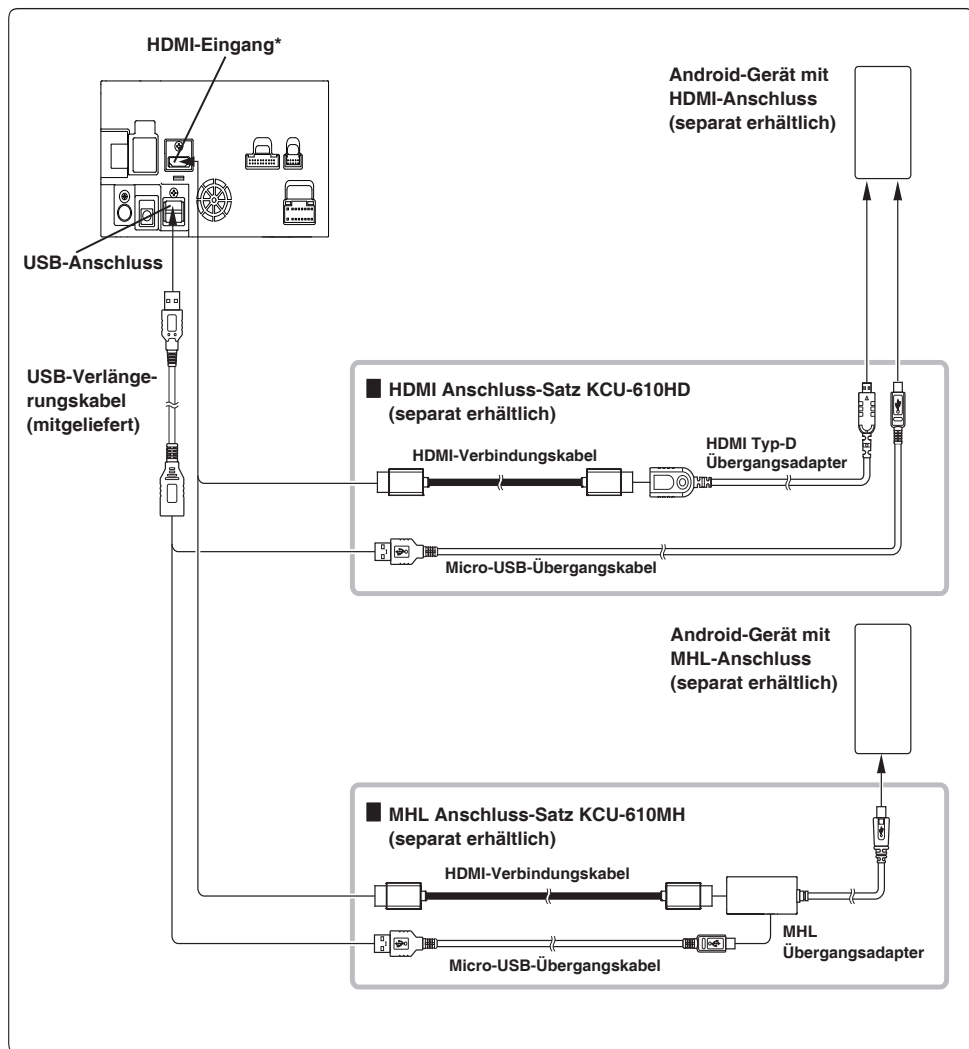 HDMI-Eingang*
Android-Gerät mit
HDMI-Anschluss
(separat erhältlich)
USB-Anschluss
USB-Verlänge-
rungskabel
(mitgeliefert)
HDMI Anschluss-Satz KCU-610HD
(separat erhältlich)
HDMI-Verbindungskabel
HDMI Typ-D
Übergangsadapter
Micro-USB-Übergangskabel
Android-Gerät mit
MHL-Anschluss
(separat erhältlich)
MHL Anschluss-Satz KCU-610MH
(separat erhältlich)
HDMI-Verbindungskabel
MHL
Übergangsadapter
Micro-USB-Übergangskabel